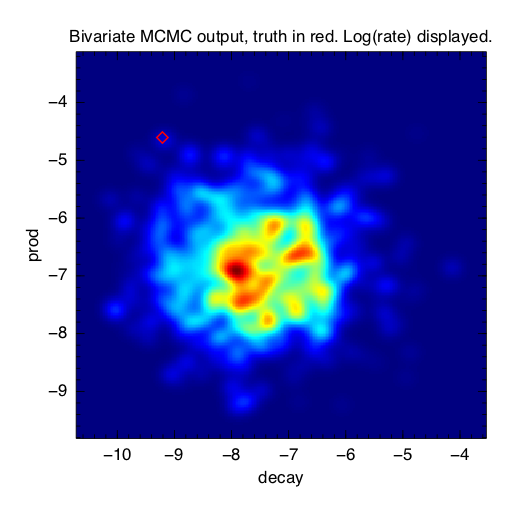 Bivariate MCMC output, truth in red. Log(rate) displayed.
−4
−5
−6
−7
−8
−9
prod
−10 −9 −8 −7 −6 −5 −4
decay